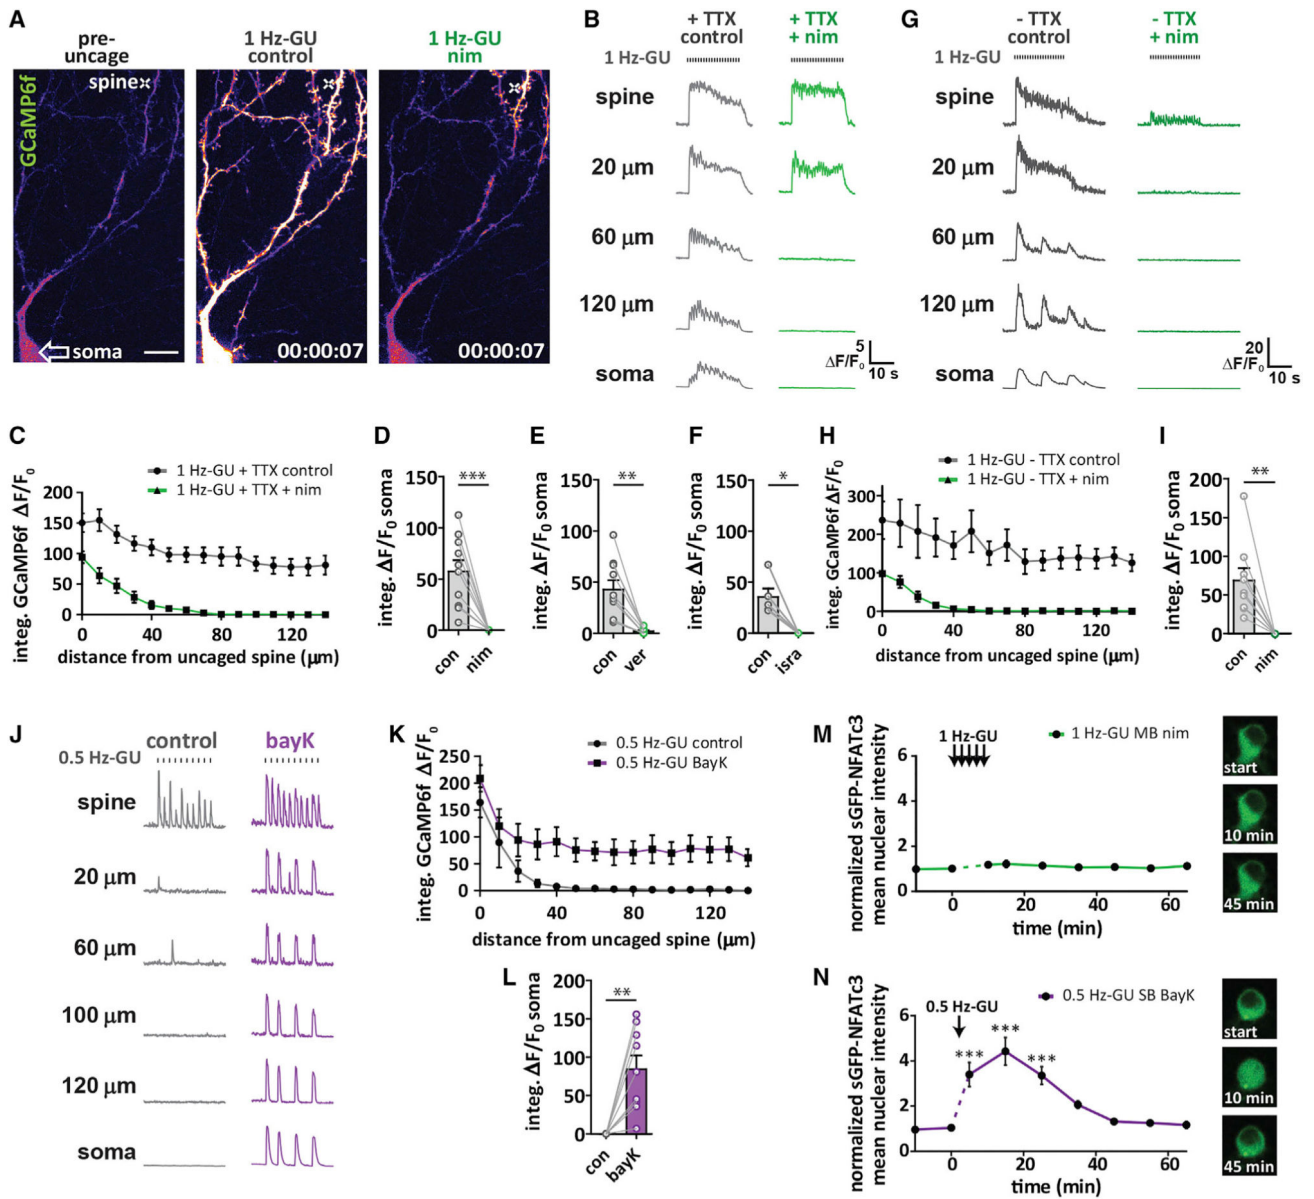 A
pre-
uncage
1 Hz-GU
control
1 Hz-GU
nim
GCaMP6f
spine
soma
00:00:07
00:00:07
B
+ TTX
control
+ TTX
+ nim
1 Hz-GU
spine
20 μm
60 μm
120 μm
soma
5
ΔF/F0
10 s
G
- TTX
control
- TTX
+ nim
1 Hz-GU
spine
20 μm
60 μm
120 μm
soma
20
ΔF/F0
10 s
C
integ. GCaMP6f ΔF/F0
1 Hz-GU + TTX control
1 Hz-GU + TTX + nim
200
150
100
50
0
0 40 80 120
distance from uncaged spine (μm)
D
integ. ΔF/F0 soma
150
100
50
0
***
con
nim
E
integ. ΔF/F0 soma
150
100
50
0
**
con
ver
F
integ. ΔF/F0 soma
150
100
50
0
*
con
isra
H
integ. GCaMP6f ΔF/F0
1 Hz-GU - TTX control
1 Hz-GU - TTX + nim
300
200
100
0
0 40 80 120
distance from uncaged spine (μm)
I
integ. ΔF/F0 soma
200
150
100
50
0
**
con
nim
J
control
bayK
0.5 Hz-GU
spine
20 μm
60 μm
100 μm
120 μm
soma
K
integ. GCaMP6f ΔF/F0
0.5 Hz-GU control
0.5 Hz-GU BayK
250
200
150
100
50
0
0 40 80 120
distance from uncaged spine (μm)
L
integ. ΔF/F0 soma
200
150
100
50
0
**
con
bayK
M
normalized sGFP-NFATc3
mean nuclear intensity
1 Hz-GU
1 Hz-GU MB nim
6
4
2
0
0 20 40 60
time (min)
start
10 min
45 min
N
normalized sGFP-NFATc3
mean nuclear intensity
0.5 Hz-GU
0.5 Hz-GU SB BayK
6
4
2
0
***
***
***
0 20 40 60
time (min)
start
10 min
45 min